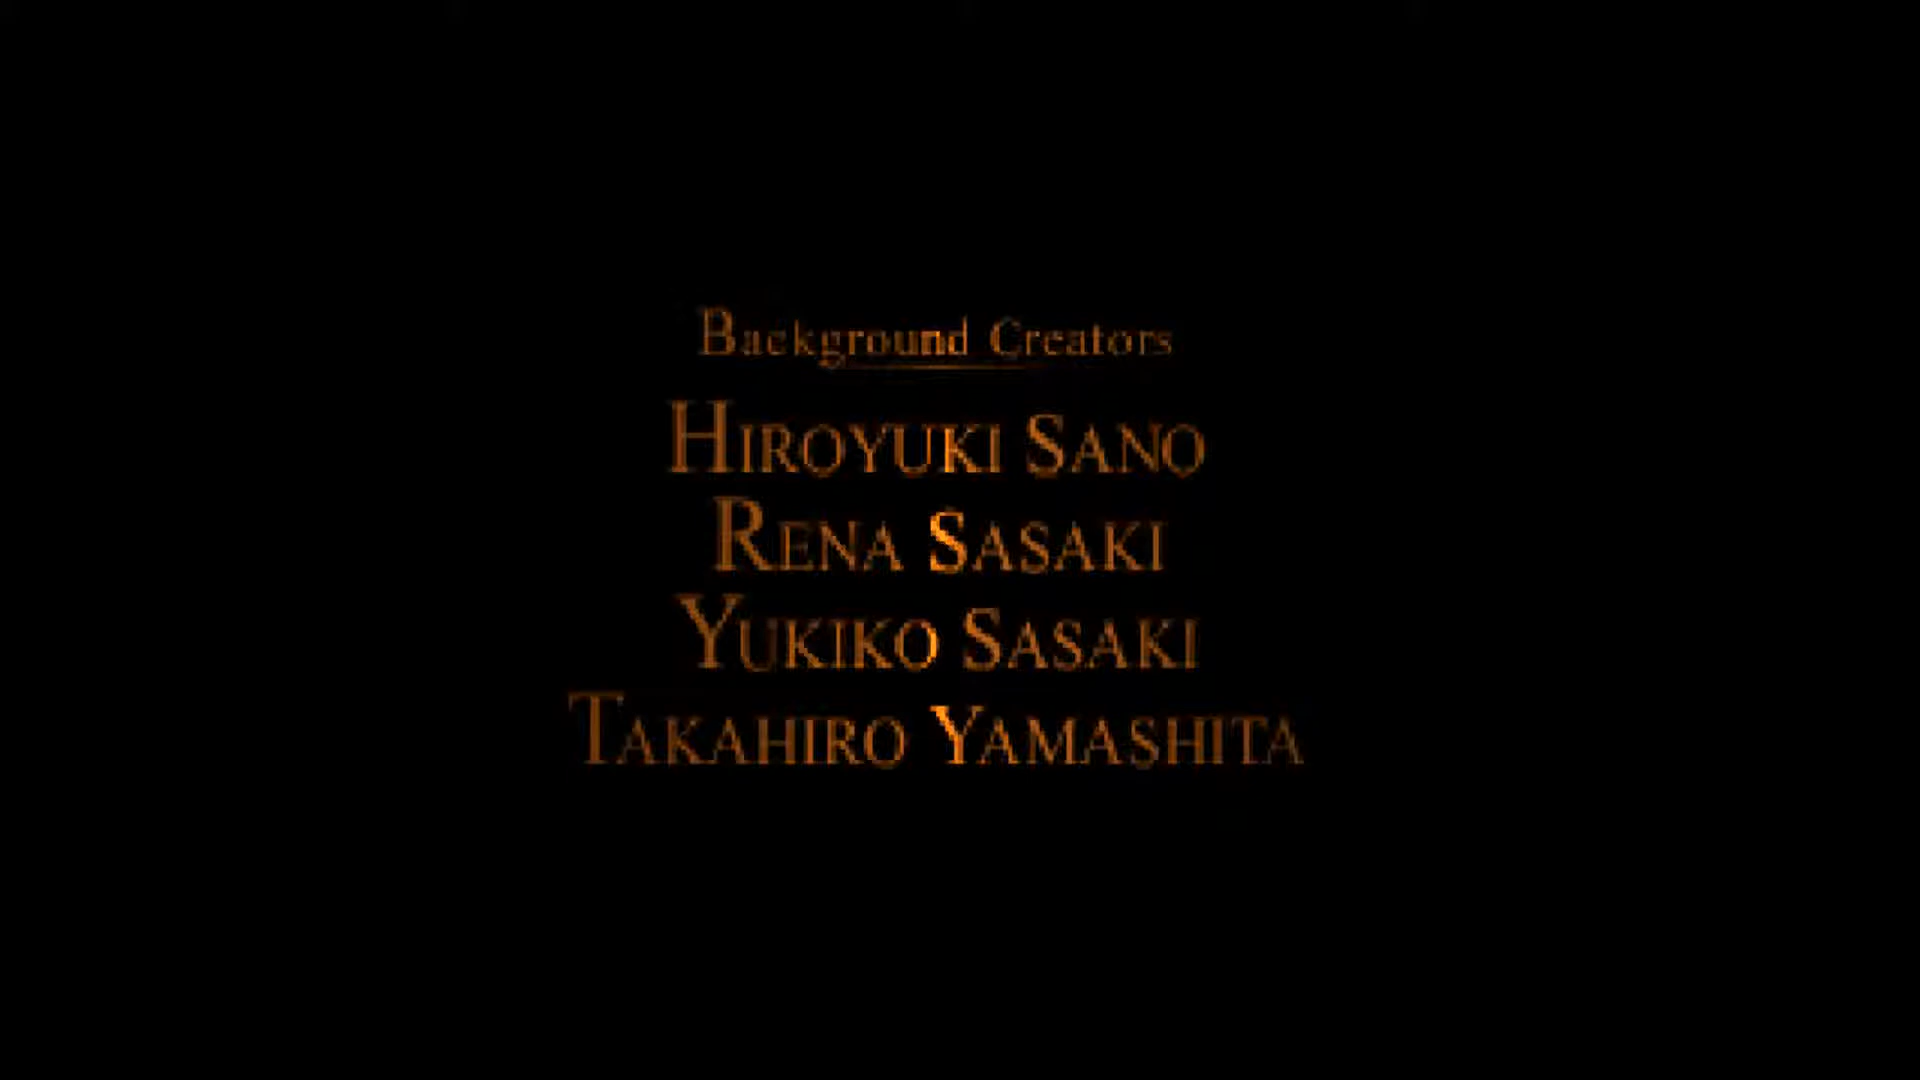 Background Creators
HIROYUKI SANO
RENA SASAKI
YUKIKO SASAKI
TAKAHIRO YAMASHITA